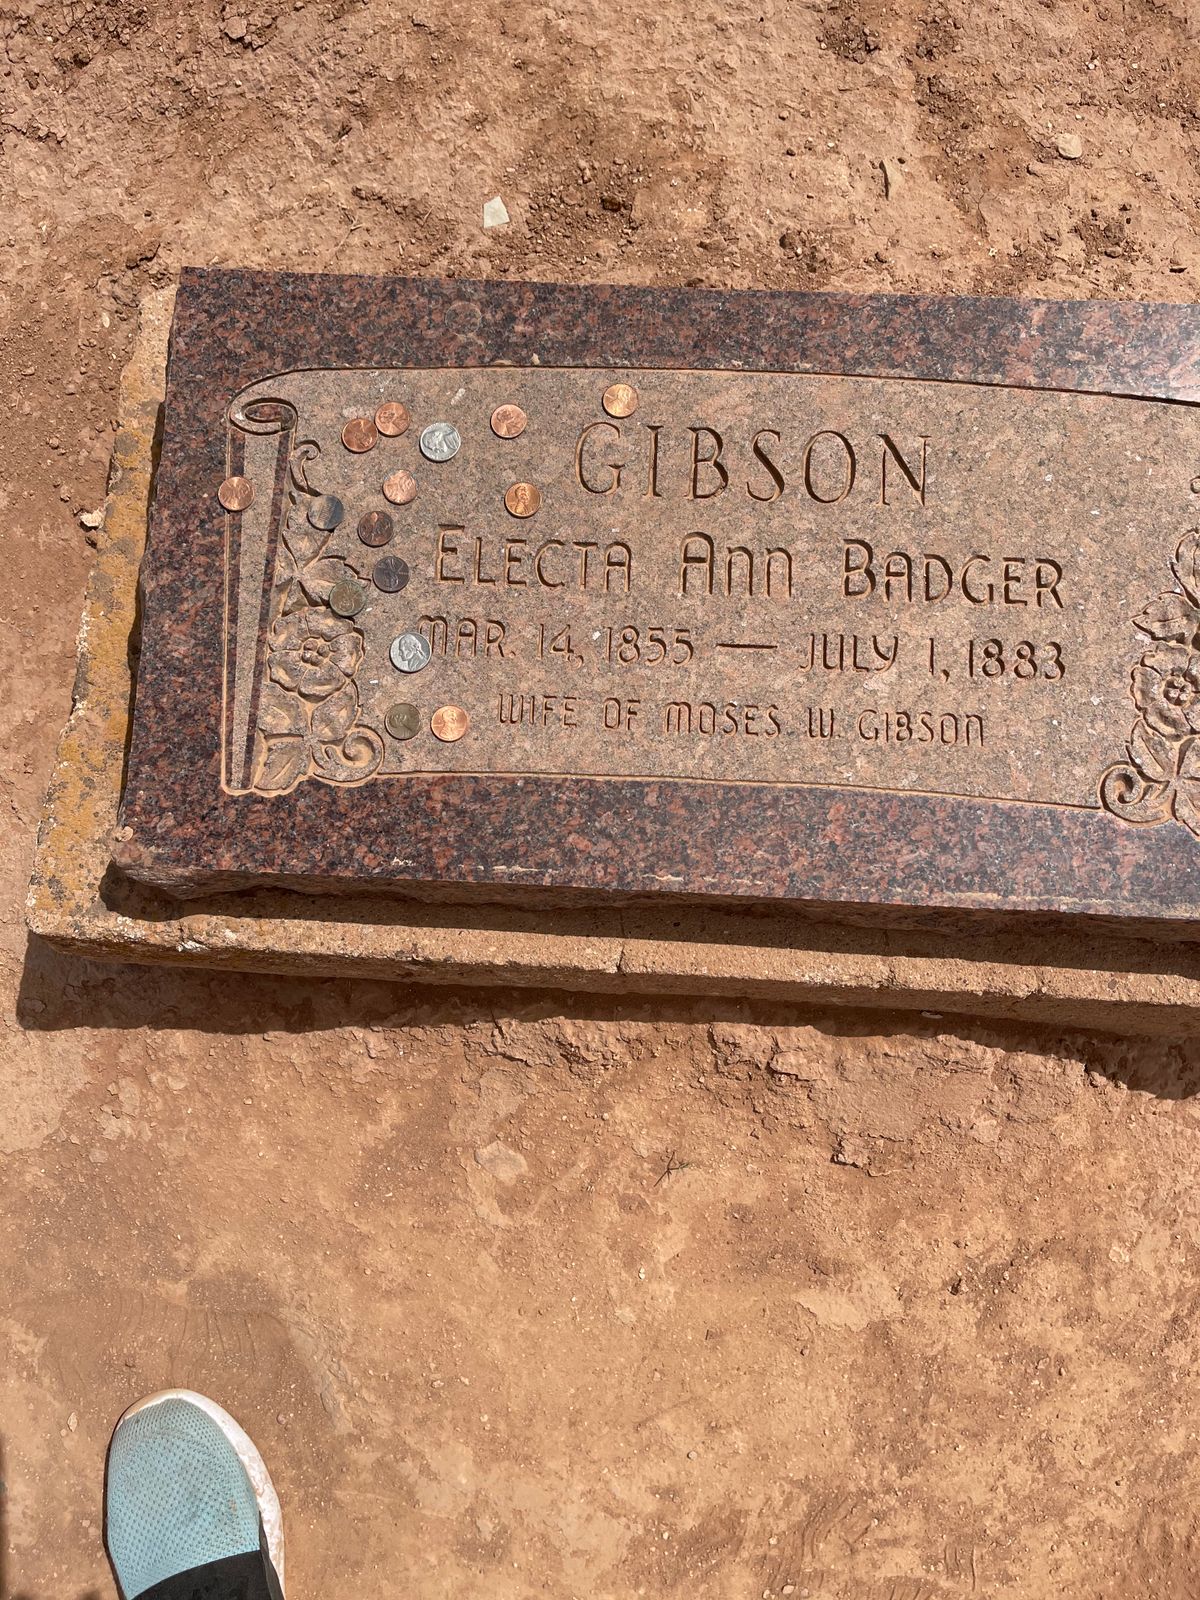 GIBSON
ELECTA ANN BADGER
MAR. 14, 1855 — JULY 1, 1883
WIFE OF MOSES W. GIBSON